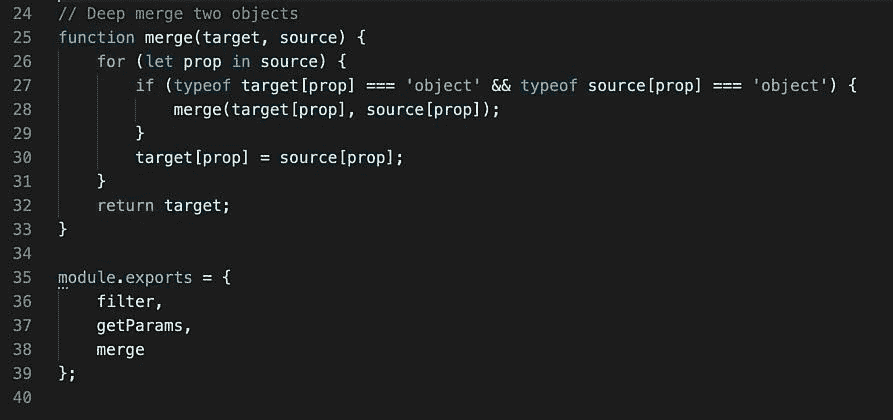 24 // Deep merge two objects
25 function merge(target, source) {
26     for (let prop in source) {
27         if (typeof target[prop] === 'object' && typeof source[prop] === 'object') {
28             merge(target[prop], source[prop]);
29         }
30         target[prop] = source[prop];
31     }
32     return target;
33 }
34
35 module.exports = {
36     filter,
37     getParams,
38     merge
39 };
40